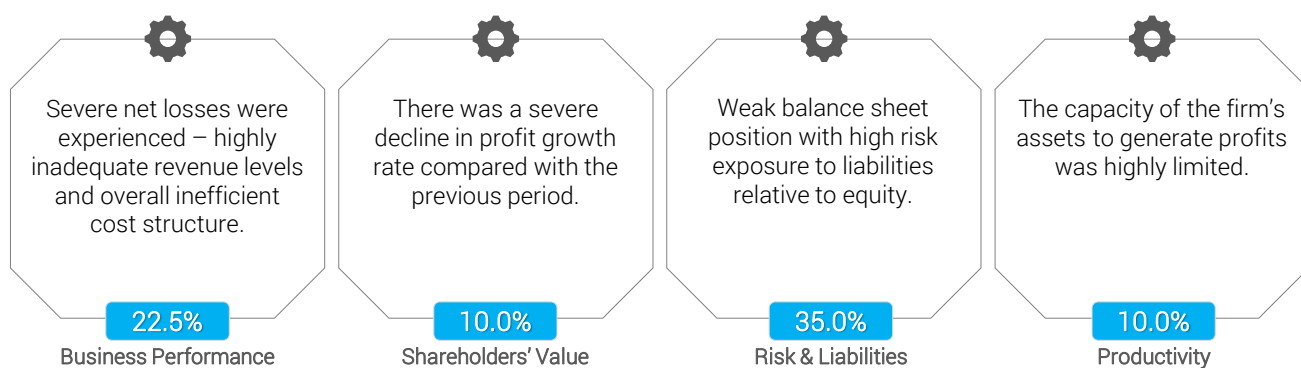 Severe net losses were
experienced – highly
inadequate revenue levels
and overall inefficient
cost structure.
22.5%
Business Performance
There was a severe
decline in profit growth
rate compared with the
previous period.
10.0%
Shareholders' Value
Weak balance sheet
position with high risk
exposure to liabilities
relative to equity.
35.0%
Risk & Liabilities
The capacity of the firm's
assets to generate profits
was highly limited.
10.0%
Productivity